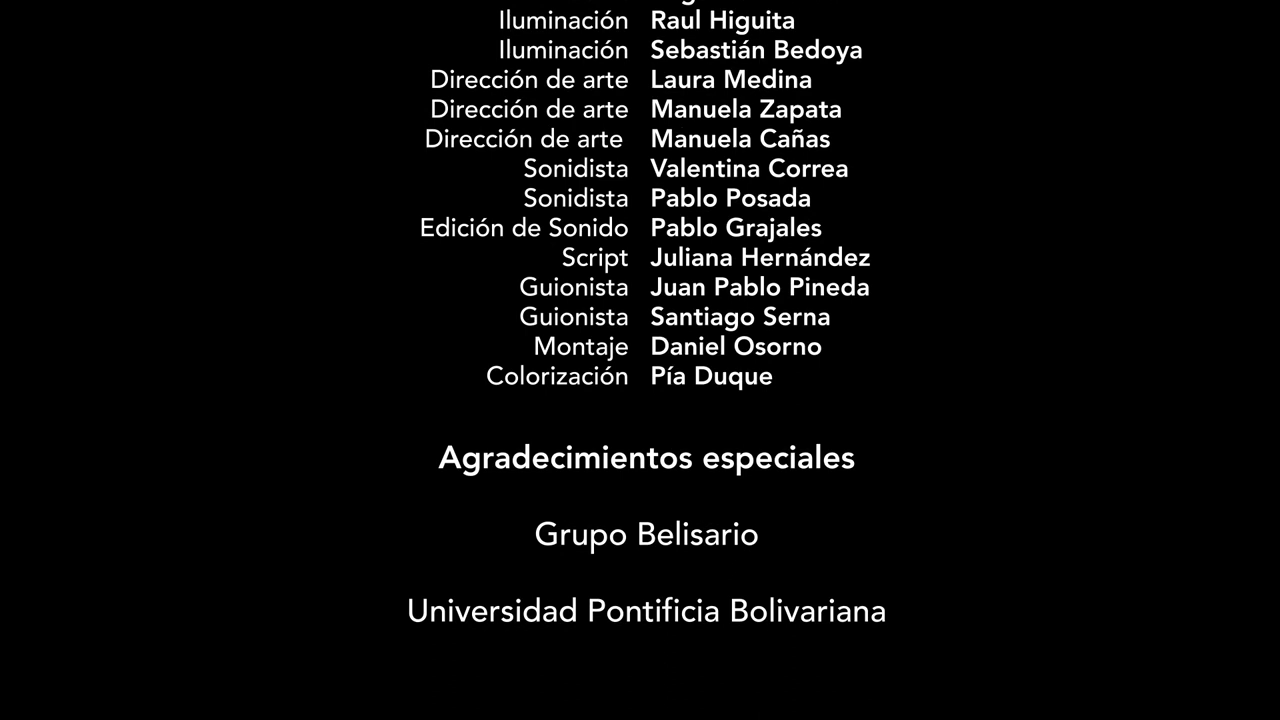 Iluminación Raul Higuita
Iluminación Sebastián Bedoya
Dirección de arte Laura Medina
Dirección de arte Manuela Zapata
Dirección de arte Manuela Cañas
Sonidista Valentina Correa
Sonidista Pablo Posada
Edición de Sonido Pablo Grajales
Script Juliana Hernández
Guionista Juan Pablo Pineda
Guionista Santiago Serna
Montaje Daniel Osorno
Colorización Pía Duque
Agradecimientos especiales
Grupo Belisario
Universidad Pontificia Bolivariana